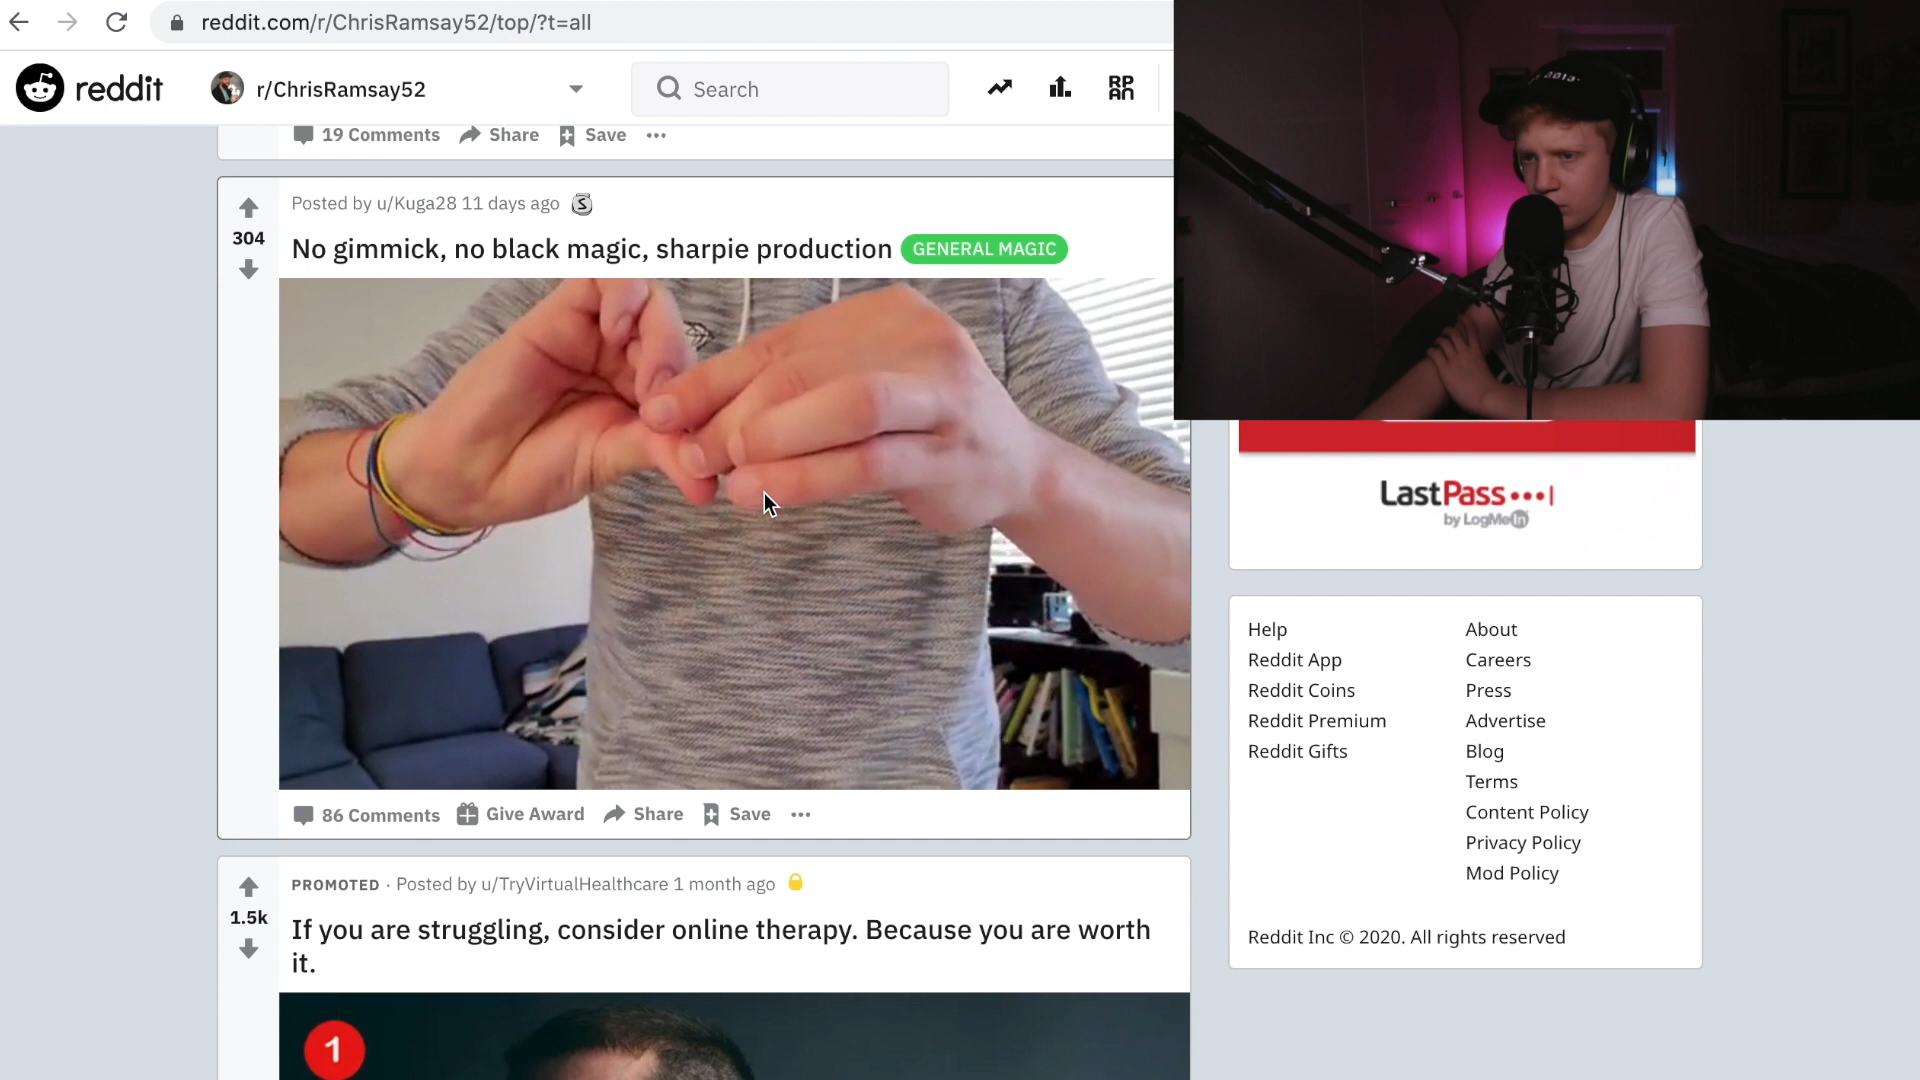 reddit.com/r/ChrisRamsay52/top/?t=all
reddit
r/ChrisRamsay52
Search
RP
AN
19 Comments
Share
Save
Posted by u/Kuga28 11 days ago
S
304
No gimmick, no black magic, sharpie production
GENERAL MAGIC
86 Comments
Give Award
Share
Save
PROMOTED · Posted by u/TryVirtualHealthcare 1 month ago
1.5k
If you are struggling, consider online therapy. Because you are worth
it.
1
2013
LastPass
by LogMeIn
Help
Reddit App
Reddit Coins
Reddit Premium
Reddit Gifts
About
Careers
Press
Advertise
Blog
Terms
Content Policy
Privacy Policy
Mod Policy
Reddit Inc © 2020. All rights reserved